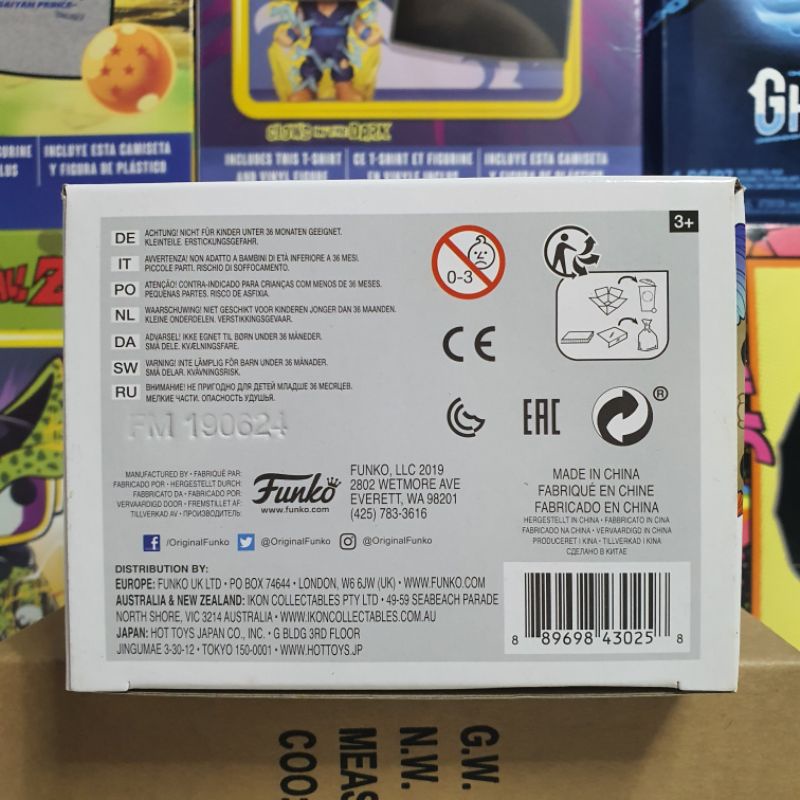 SAIYAN PRINCE
INCLUYE ESTA CAMISETA
Y FIGURA DE PLÁSTICO
GLOWS IN THE DARK
INCLUDES THIS T-SHIRT
AND VINYL FIGURE
CE T-SHIRT ET FIGURINE
EN VINYLE INCLUS
INCLUYE ESTA CAMISETA
Y FIGURA DE PLÁSTICO
3+
DE ACHTUNG! NICHT FÜR KINDER UNTER 36 MONATEN GEEIGNET.
KLEINTEILE. ERSTICKUNGSGEFAHR.
IT AVVERTENZA! NON ADATTO A BAMBINI DI ETÀ INFERIORE A 36 MESI.
PICCOLE PARTI. RISCHIO DI SOFFOCAMENTO.
PO ATENÇÃO! CONTRA-INDICADO PARA CRIANÇAS COM MENOS DE 36 MESES.
PEQUENAS PARTES. RISCO DE ASFIXIA.
NL WAARSCHUWING! NIET GESCHIKT VOOR KINDEREN JONGER DAN 36 MAANDEN.
KLEINE ONDERDELEN. VERSTIKKINGSGEVAAR.
DA ADVARSEL! IKKE EGNET TIL BØRN UNDER 36 MÅNEDER.
SMÅ DELE. KVÆLNINGSFARE.
SW VARNING! INTE LÄMPLIG FÖR BARN UNDER 36 MÅNADER.
SMÅ DELAR. KVÄVNINGSRISK.
RU ВНИМАНИЕ! НЕ ПРИГОДНО ДЛЯ ДЕТЕЙ МЛАДШЕ 36 МЕСЯЦЕВ.
МЕЛКИЕ ЧАСТИ. ОПАСНОСТЬ УДУШЬЯ.
FM 190624
0-3
CE
EAC
®
MANUFACTURED BY • FABRIQUÉ PAR:
FABRICADO POR • HERGESTELLT DURCH:
FABBRICATO DA • FABRICADO POR:
VERVAARDIGD DOOR • FREMSTILLET AF:
TILLVERKAD AV • ПРОИЗВОДИТЕЛЬ:
Funko
www.funko.com
FUNKO, LLC 2019
2802 WETMORE AVE
EVERETT, WA 98201
(425) 783-3616
MADE IN CHINA
FABRIQUÉ EN CHINE
FABRICADO EN CHINA
HERGESTELLT IN CHINA • FABBRICATO IN CINA
FABRICADO NA CHINA • VERVAARDIGD IN CHINA
PRODUCERET I KINA • TILLVERKAD I KINA
СДЕЛАНО В КИТАЕ
/OriginalFunko @OriginalFunko @OriginalFunko
DISTRIBUTION BY:
EUROPE: FUNKO UK LTD • PO BOX 74644 • LONDON, W6 6JW (UK) • WWW.FUNKO.COM
AUSTRALIA & NEW ZEALAND: IKON COLLECTABLES PTY LTD • 49-59 SEABEACH PARADE
NORTH SHORE, VIC 3214 AUSTRALIA • WWW.IKONCOLLECTABLES.COM.AU
JAPAN: HOT TOYS JAPAN CO., INC. • G BLDG 3RD FLOOR
JINGUMAE 3-30-12 • TOKYO 150-0001 • WWW.HOTTOYS.JP
8 89698 43025 8
G.W.
N.W.
MEAS